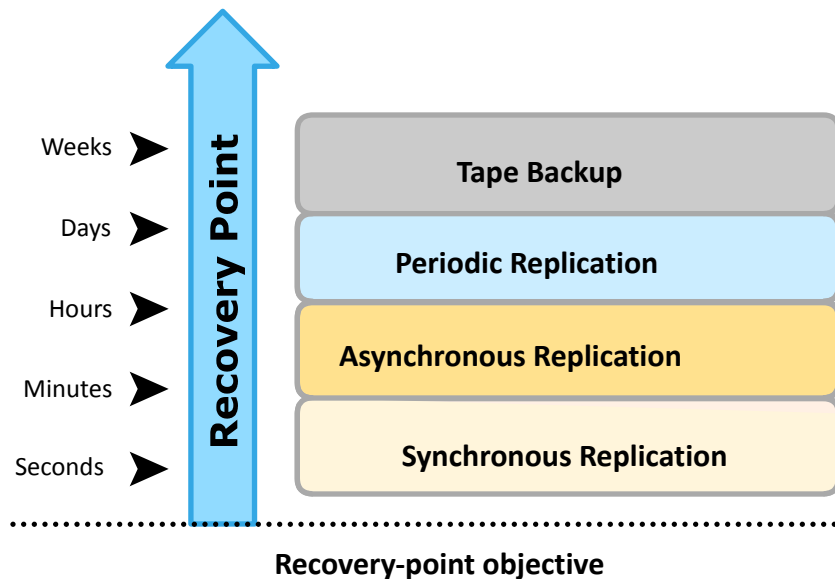 Weeks
Days
Hours
Minutes
Seconds
Recovery Point
Tape Backup
Periodic Replication
Asynchronous Replication
Synchronous Replication
Recovery-point objective